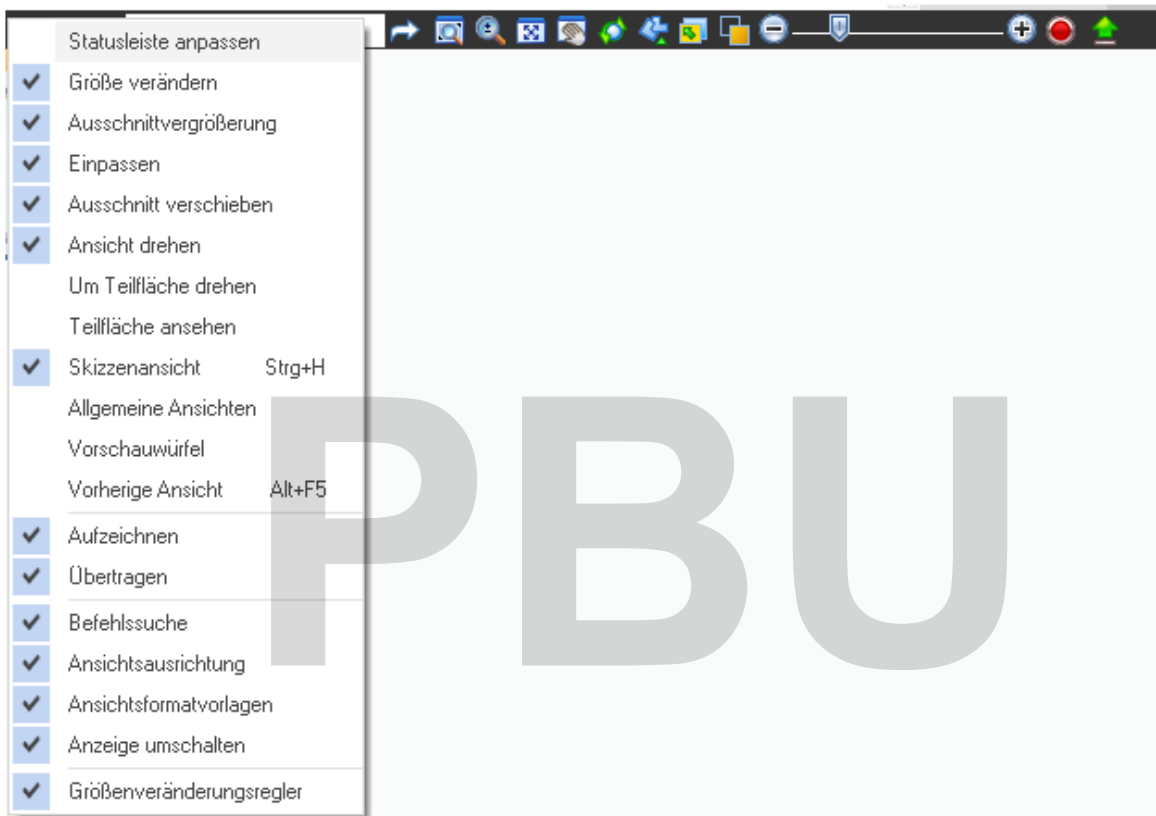 Statusleiste anpassen
Größe verändern
Ausschnittvergrößerung
Einpassen
Ausschnitt verschieben
Ansicht drehen
Um Teilfläche drehen
Teilfläche ansehen
Skizzenansicht Strg+H
Allgemeine Ansichten
Vorschauwürfel
Vorherige Ansicht Alt+F5
Aufzeichnen
Übertragen
Befehlssuche
Ansichtsausrichtung
Ansichtsformatvorlagen
Anzeige umschalten
Größenveränderungsregler
PBU